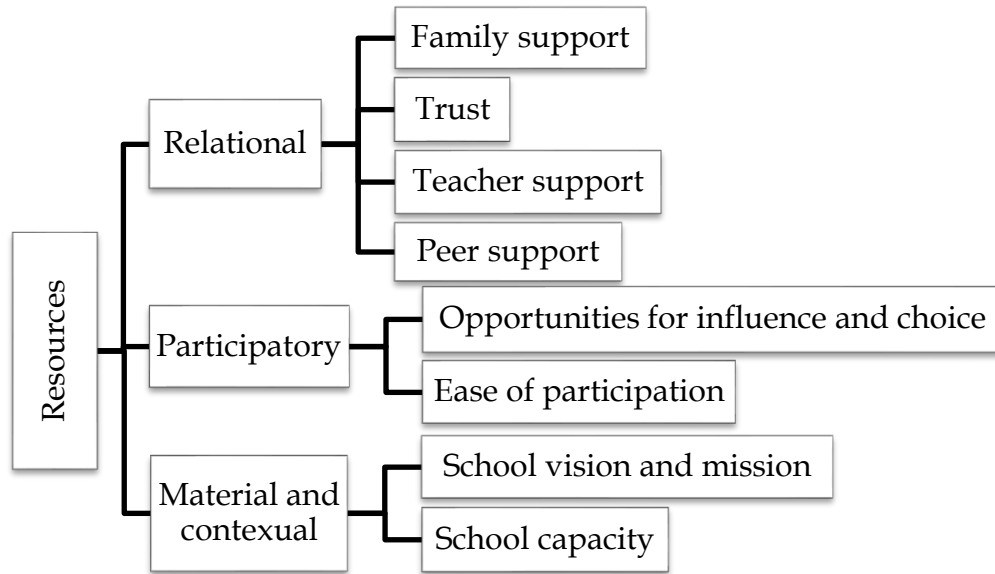 Resources
Relational
Family support
Trust
Teacher support
Peer support
Participatory
Opportunities for influence and choice
Ease of participation
Material and
contexual
School vision and mission
School capacity